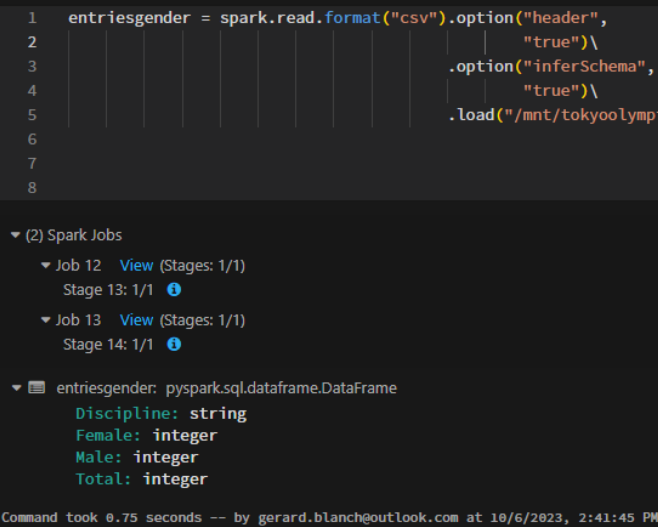 1 entriesgender = spark.read.format("csv").option("header",
2 "true")\
3 .option("inferSchema",
4 "true")\
5 .load("/mnt/tokyoolymp
6
7
8
(2) Spark Jobs
Job 12 View (Stages: 1/1)
Stage 13: 1/1
Job 13 View (Stages: 1/1)
Stage 14: 1/1
entriesgender: pyspark.sql.dataframe.DataFrame
Discipline: string
Female: integer
Male: integer
Total: integer
Command took 0.75 seconds -- by gerard.blanch@outlook.com at 10/6/2023, 2:41:45 PM